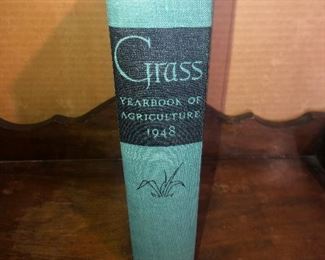 Grass
YEARBOOK OF
AGRICULTURE
1948